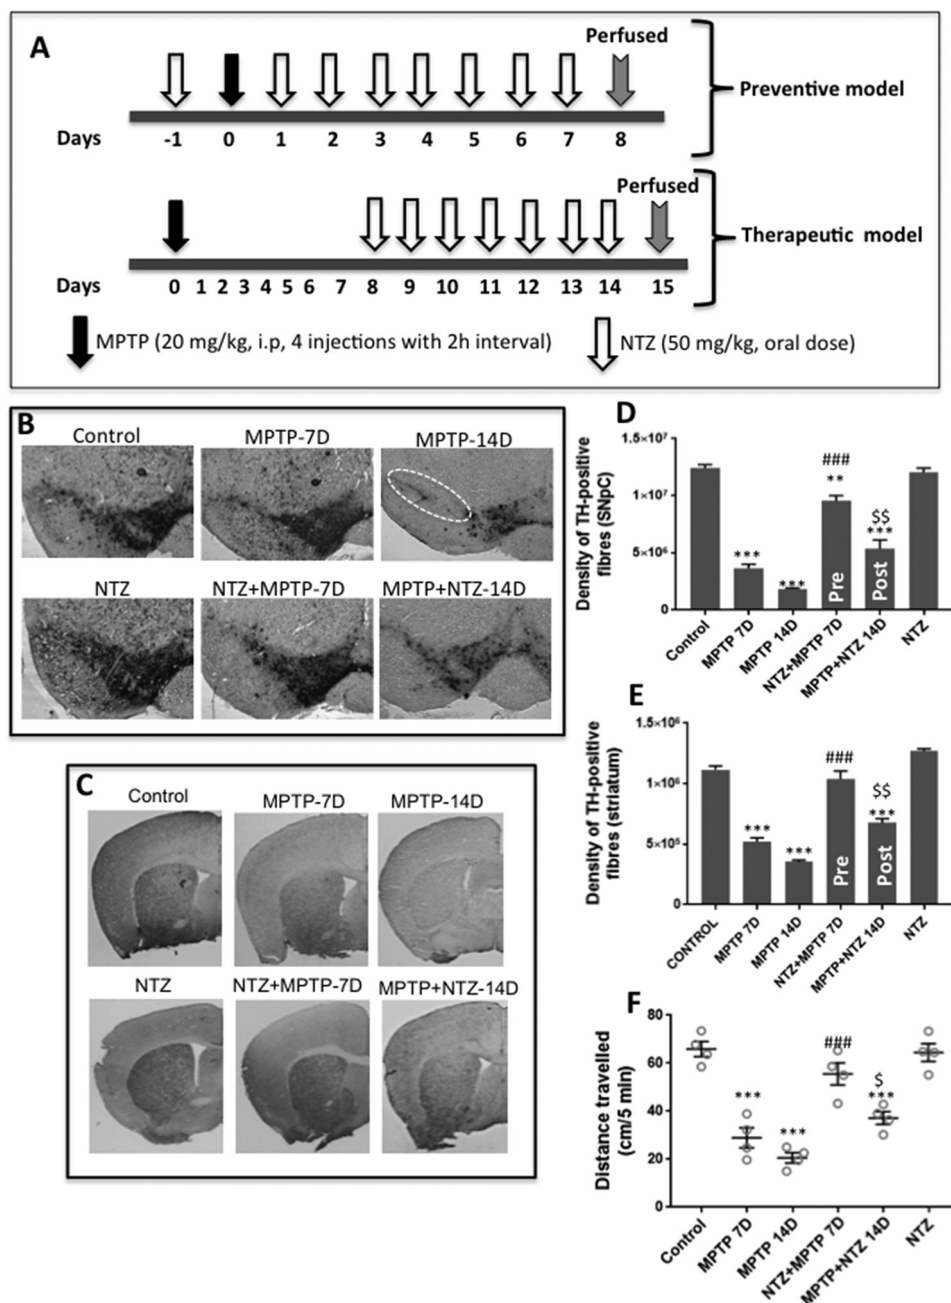 A
Perfused
Preventive model
Days -1 0 1 2 3 4 5 6 7 8
Perfused
Therapeutic model
Days 0 1 2 3 4 5 6 7 8 9 10 11 12 13 14 15
MPTP (20 mg/kg, i.p, 4 injections with 2h interval)
NTZ (50 mg/kg, oral dose)
B
Control MPTP-7D MPTP-14D
NTZ NTZ+MPTP-7D MPTP+NTZ-14D
C
Control MPTP-7D MPTP-14D
NTZ NTZ+MPTP-7D MPTP+NTZ-14D
D
Density of TH-positive
fibres (SNpC)
1.5×10⁷
1×10⁷
5×10⁶
0
***
***
###
**
$$
***
Pre
Post
Control
MPTP 7D
MPTP 14D
NTZ+MPTP 7D
MPTP+NTZ 14D
NTZ
E
Density of TH-positive
fibres (striatum)
1.5×10⁶
1×10⁶
5×10⁵
0
***
***
###
$$
***
Pre
Post
CONTROL
MPTP 7D
MPTP 14D
NTZ+MPTP 7D
MPTP+NTZ 14D
NTZ
F
Distance travelled
(cm/5 min)
80
60
40
20
0
***
***
###
$
***
Control
MPTP 7D
MPTP 14D
NTZ+MPTP 7D
MPTP+NTZ 14D
NTZ